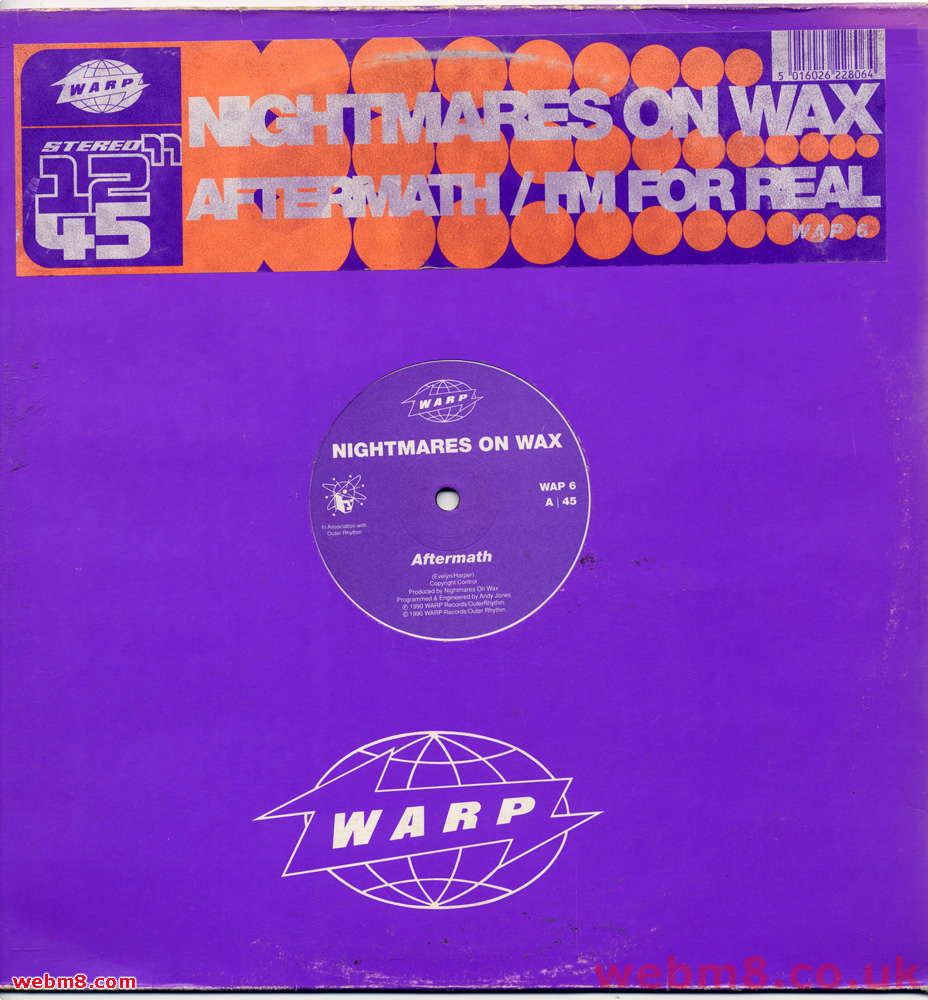 WARP
STEREO
12"
45
5 016026 228064
NIGHTMARES ON WAX
AFTERMATH / I'M FOR REAL
WAP 6
WARP
NIGHTMARES ON WAX
In Association with
Outer Rhythm
WAP 6
A | 45
Aftermath
(Evelyn/Harper)
Copyright Control
Produced by Nightmares On Wax
Programmed & Engineered by Andy Jones
℗ 1990 WARP Records/OuterRhythm
© 1990 WARP Records/Outer Rhythm
WARP
webm8.com
webm8.co.uk